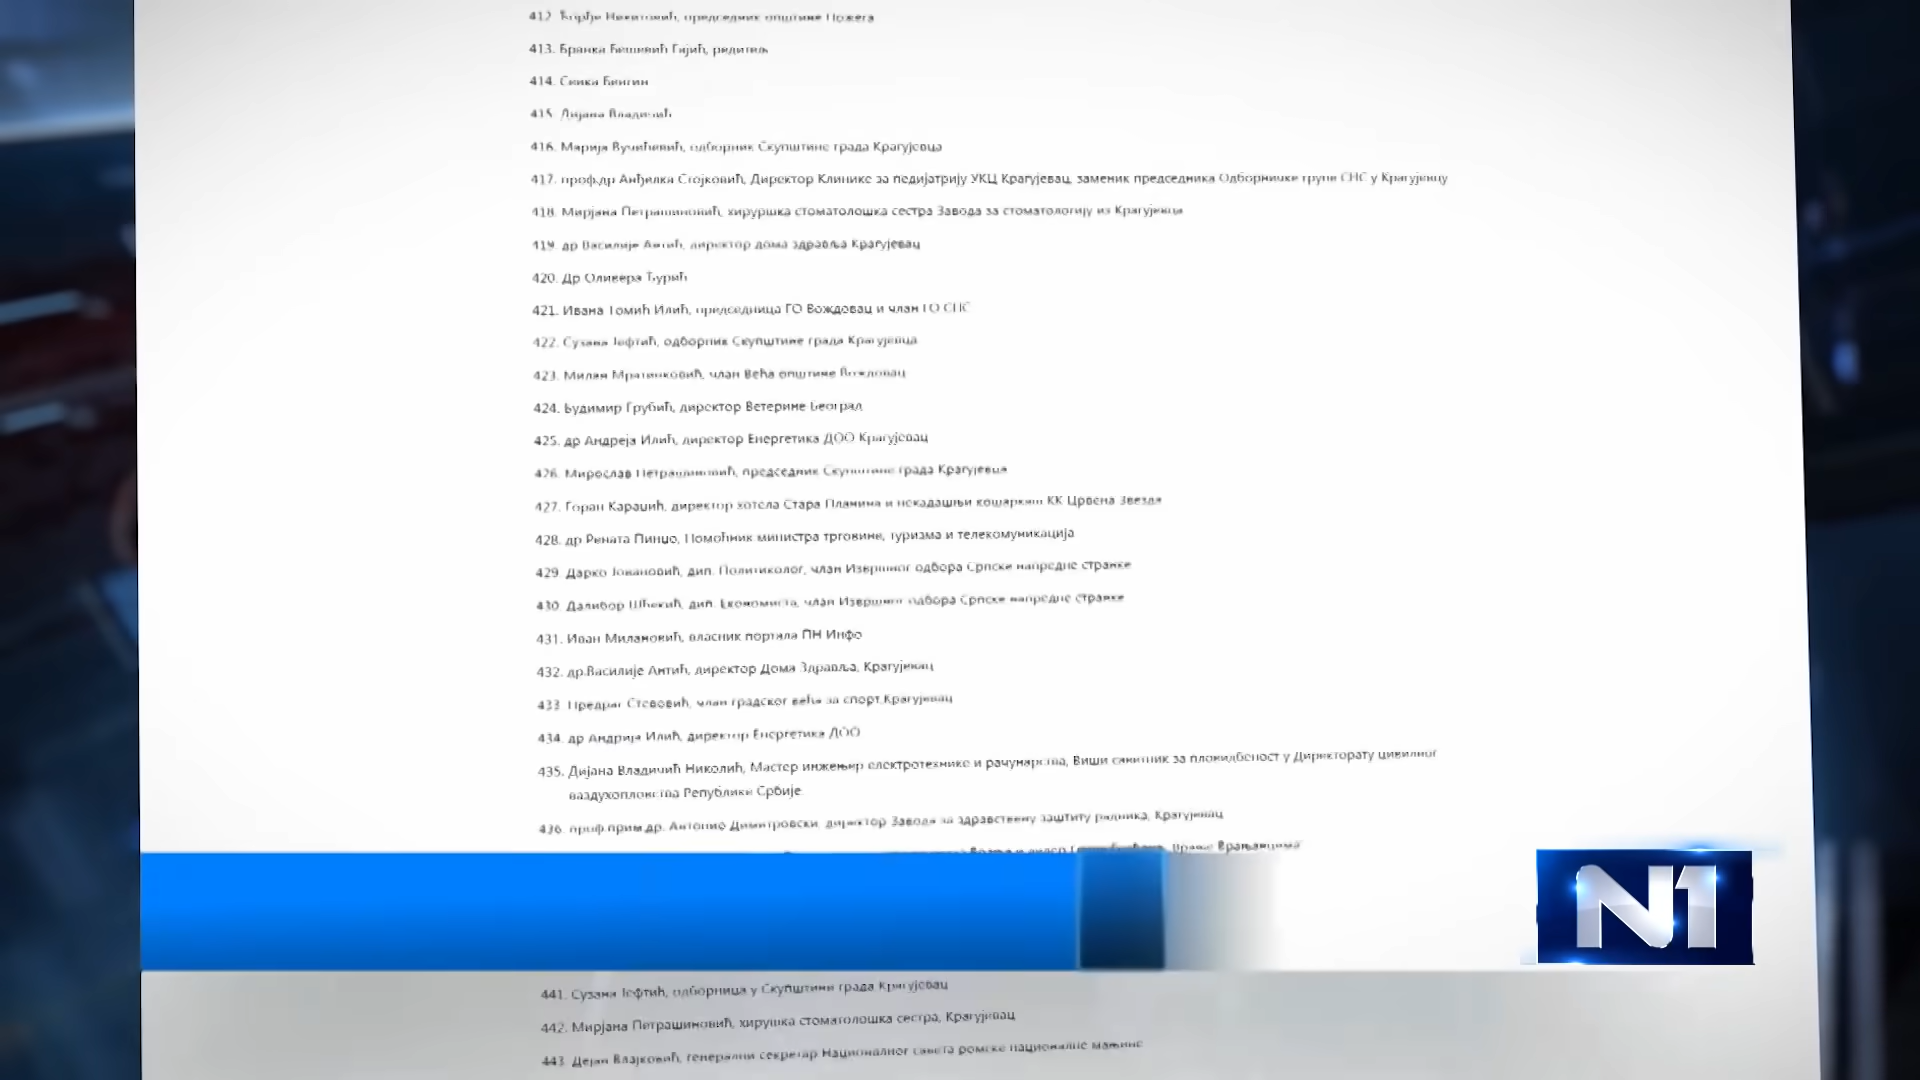 412. Ђорђе Никитовић, председник општине Пожега
413. Бранка Бешевић Гајић, редитељ
414. Синка
415. Дијана Владичић
416. Марија Вучићевић, одборник Скупштине града Крагујевца
417. проф.др Анђелка Стојковић, Директор Клинике за педијатрију УКЦ Крагујевац, заменик председника Одборничке групе СНС у Крагујевцу
418. Мирјана Петрашиновић, хируршка стоматолошка сестра Завода за стоматологију из Крагујевца
419. др Василије Антић, директор дома здравља Крагујевац
420. Др Оливера Ђурић
421. Ивана Томић Илић, председница ГО Вождовац и члан ГО СНС
422. Сузана Јефтић, одборник Скупштине града Крагујевца
423. Милан Мратинковић, члан Већа општине Вождовац
424. Будимир Грубић, директор Ветерине Београд
425. др Андреја Илић, директор Енергетика ДОО Крагујевац
426. Мирослав Петрашиновић, председник Скупштине града Крагујевца
427. Горан Караџић, директор хотела Стара Планина и некадашњи кошаркаш КК Црвена Звезда
428. др Рената Пинџо, Помоћник министра трговине, туризма и телекомуникација
429. Дарко Јовановић, дип. Политиколог, члан Извршног одбора Српске напредне странке
430. Далибор Шћекић, дип. Економиста, члан Извршног одбора Српске напредне странке
431. Иван Милановић, власник портала ПН Инфо
432. др.Василије Антић, директор Дома Здравља, Крагујевац
433. Предраг Стевовић, члан градског већа за спорт,Крагујевац
434. др Андрија Илић, директор Енергетика ДОО
435. Дијана Владичић Николић, Мастер инжењер електротехнике и рачунарства, Виши саветник за пловидбеност у Директорату цивилног
ваздухопловства Републике Србије
436. проф.прим.др. Антонио Димитровски, директор Завода за здравствену заштиту радника, Крагујевац
Врање Врањанцима
N1
441. Сузана Јефтић, одборница у Скупштини града Крагујевац
442. Мирјана Петрашиновић, хирушка стоматолошка сестра, Крагујевац
443. Дејан Влајковић, генерални секретар Националног савета ромске националне мањине